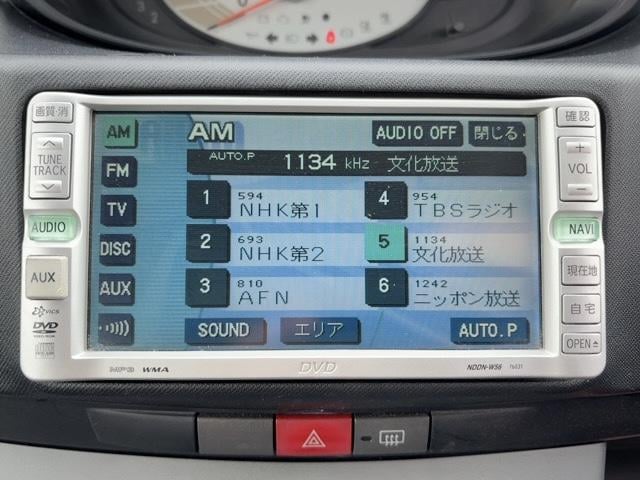 画質・消
TUNE
TRACK
AUDIO
AUX
VICS
DVD
MP3 WMA
DVD
NDDN-W56 76031
AM
FM
TV
DISC
AUX
AM
AUDIO OFF
閉じる
AUTO.P 1134 kHz 文化放送
1 594 NHK第1
4 954 TBSラジオ
2 693 NHK第2
5 1134 文化放送
3 810 AFN
6 1242 ニッポン放送
SOUND
エリア
AUTO.P
確認
+
VOL
-
NAVI
現在地
自宅
OPEN